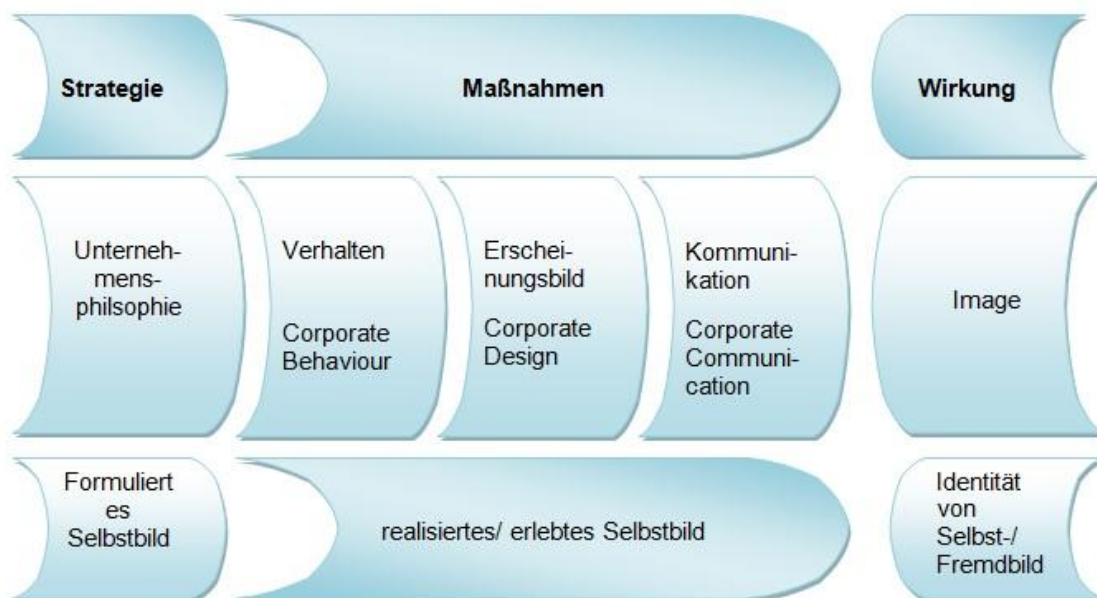 Strategie
Maßnahmen
Wirkung
Unterneh-
mens-
philsophie
Verhalten
Corporate
Behaviour
Erschei-
nungsbild
Corporate
Design
Kommuni-
kation
Corporate
Communi-
cation
Image
Formuliert
es
Selbstbild
realisiertes/ erlebtes Selbstbild
Identität
von
Selbst-/
Fremdbild